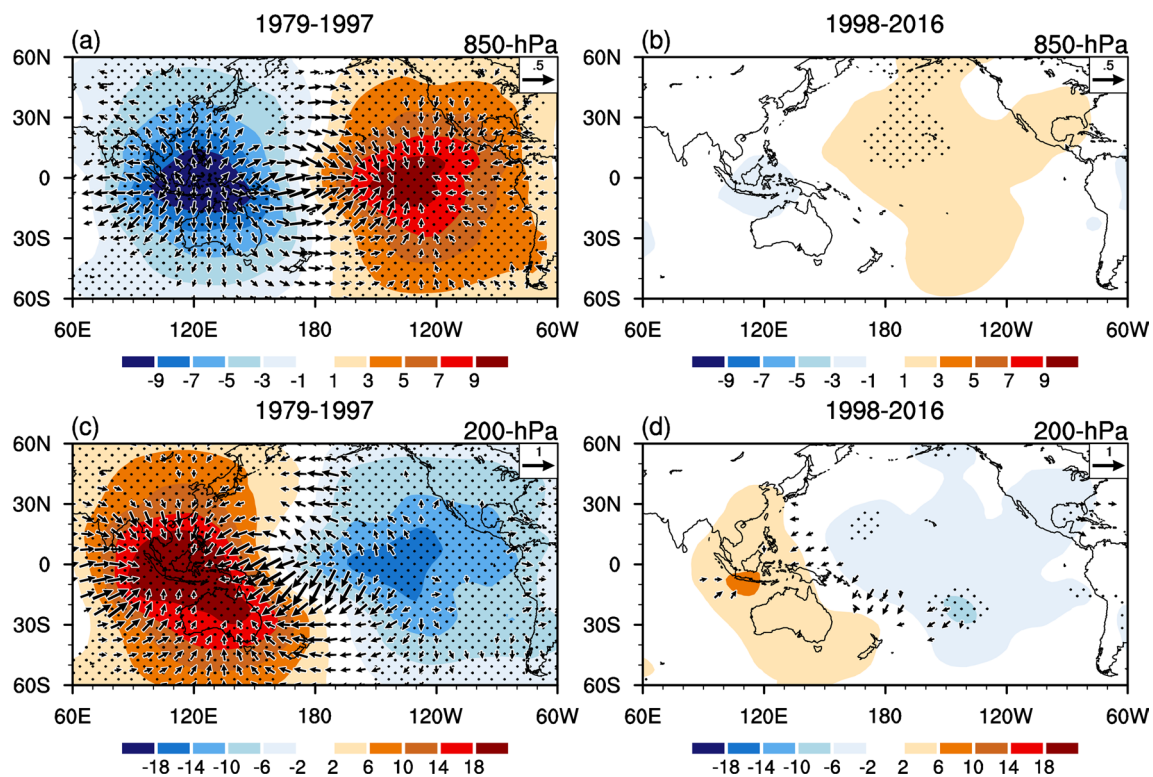 1979-1997
1998-2016
(a)
850-hPa
(b)
850-hPa
.5
.5
60N
30N
0
30S
60S
60N
30N
0
30S
60S
60E
120E
180
120W
60W
60E
120E
180
120W
60W
-9 -7 -5 -3 -1 1 3 5 7 9
-9 -7 -5 -3 -1 1 3 5 7 9
1979-1997
1998-2016
(c)
200-hPa
(d)
200-hPa
1
1
60N
30N
0
30S
60S
60N
30N
0
30S
60S
60E
120E
180
120W
60W
60E
120E
180
120W
60W
-18 -14 -10 -6 -2 2 6 10 14 18
-18 -14 -10 -6 -2 2 6 10 14 18